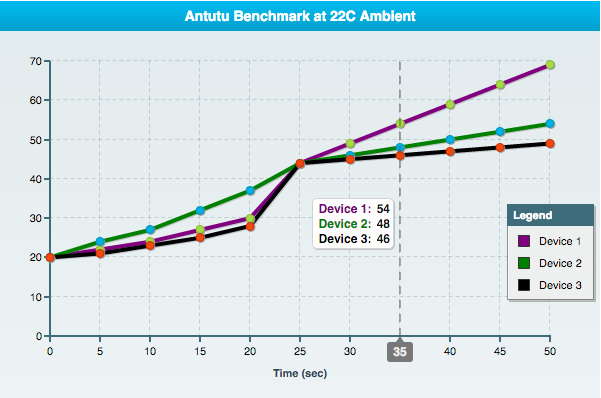 Antutu Benchmark at 22C Ambient
70
60
50
40
30
20
10
0
Device 1: 54
Device 2: 48
Device 3: 46
Legend
Device 1
Device 2
Device 3
0 5 10 15 20 25 30 35 40 45 50
Time (sec)